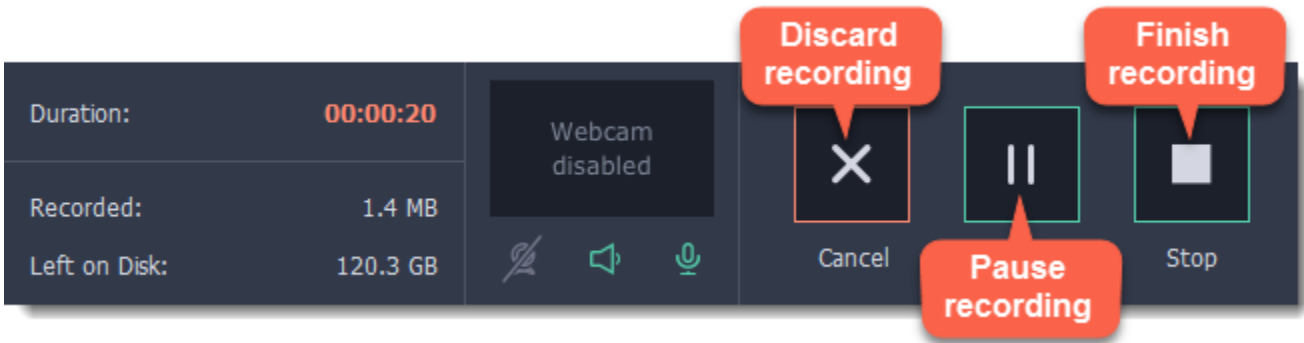 Discard
recording
Finish
recording
Duration: 00:00:20
Webcam
disabled
Recorded: 1.4 MB
Left on Disk: 120.3 GB
Cancel
Pause
recording
Stop